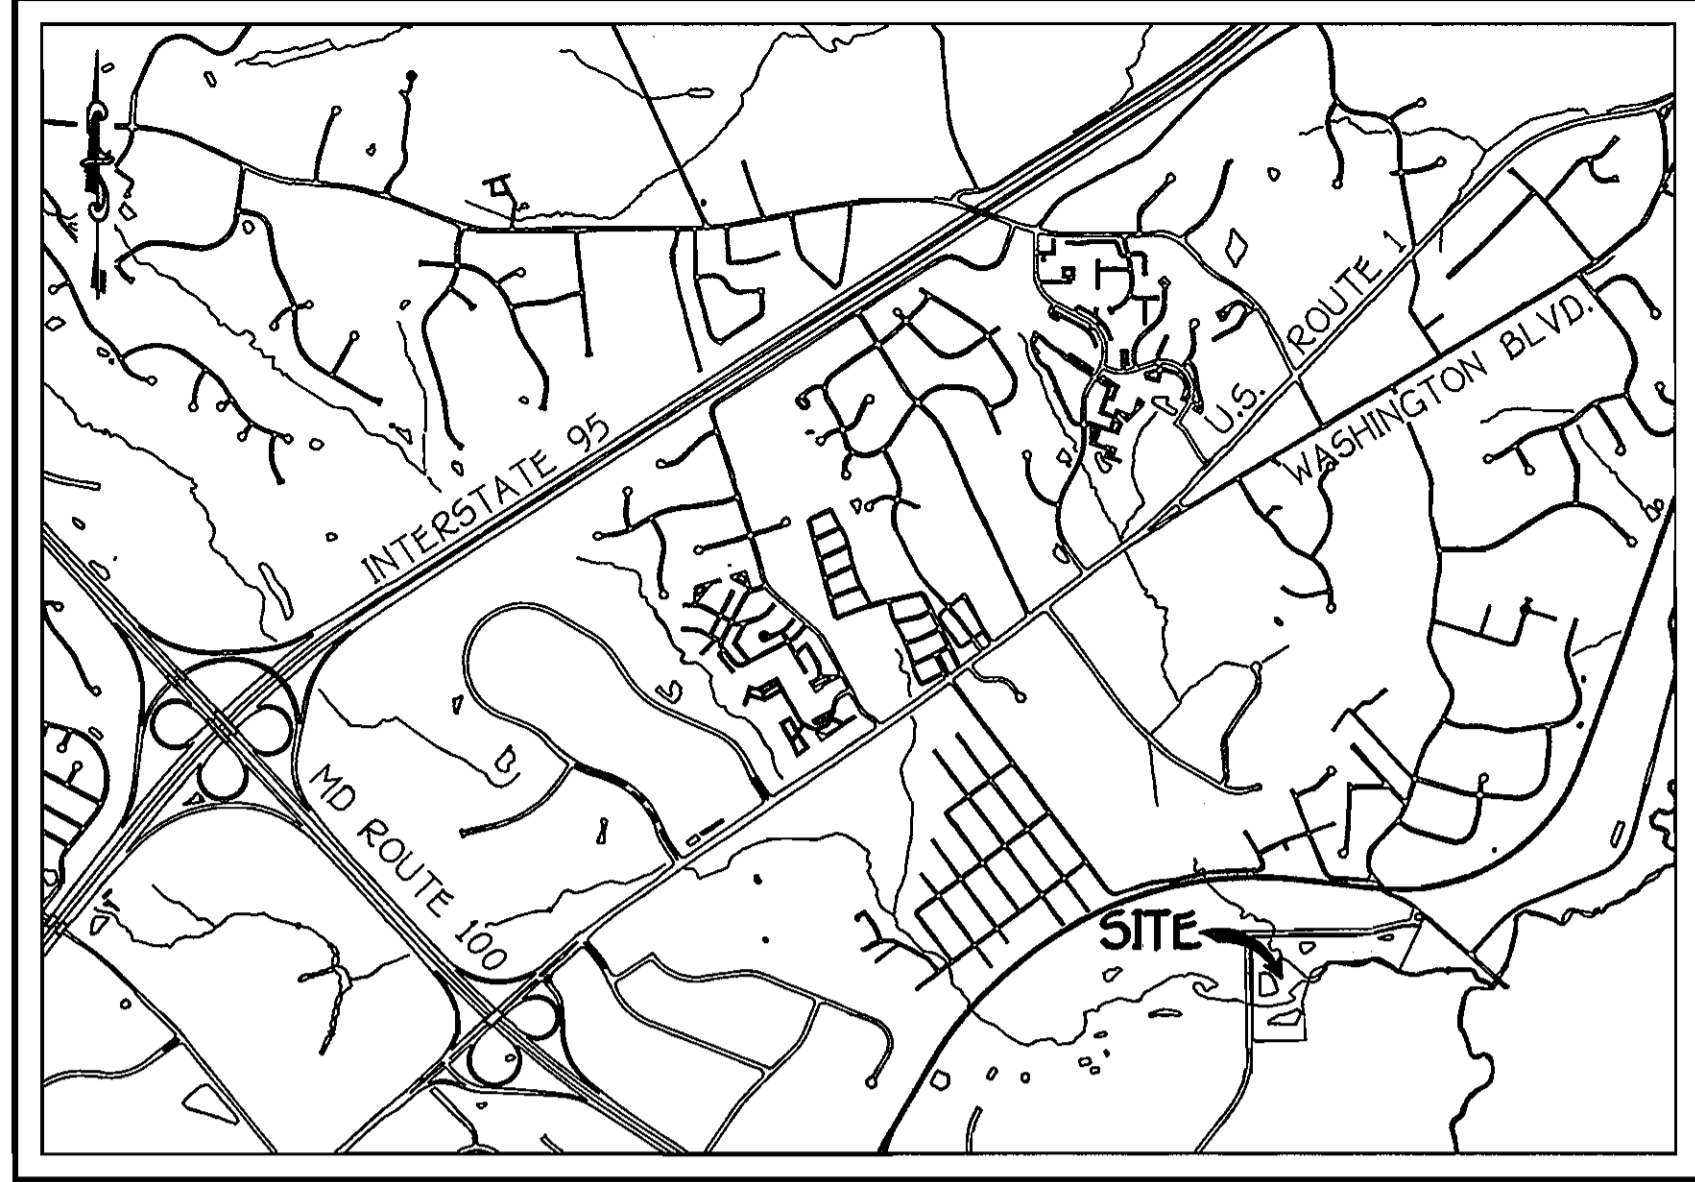 INTERSTATE 95
U.S. ROUTE 1
WASHINGTON BLVD.
MD ROUTE 100
SITE